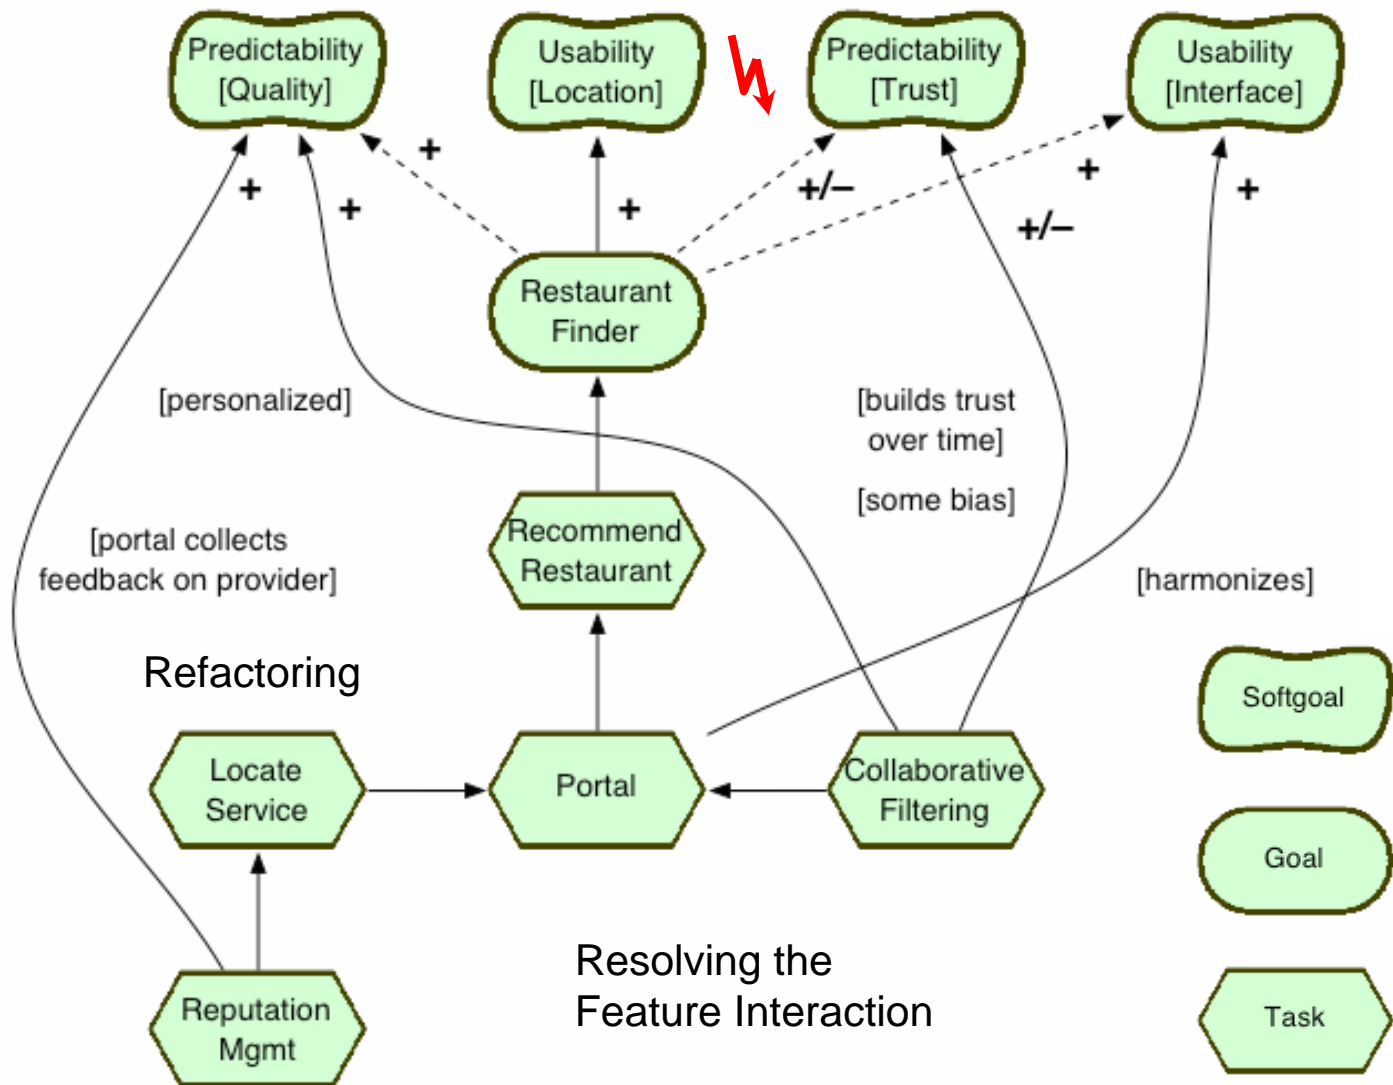 Predictability
[Quality]
Usability
[Location]
Predictability
[Trust]
Usability
[Interface]
+
+
+
+
+/–
+/–
+
+
Restaurant
Finder
[personalized]
[builds trust
over time]
[some bias]
Recommend
Restaurant
[portal collects
feedback on provider]
[harmonizes]
Refactoring
Softgoal
Locate
Service
Portal
Collaborative
Filtering
Goal
Resolving the
Feature Interaction
Reputation
Mgmt
Task